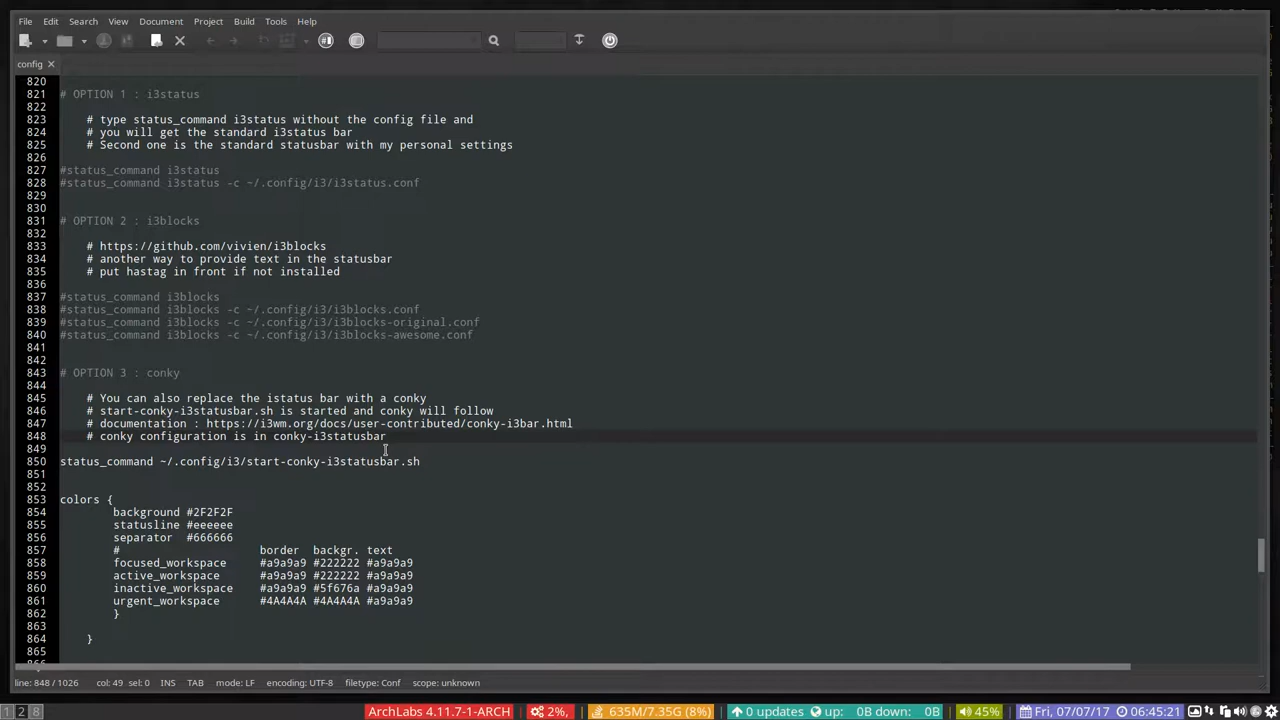 File Edit Search View Document Project Build Tools Help
config
820
821 # OPTION 1 : i3status
822
823 # type status_command i3status without the config file and
824 # you will get the standard i3status bar
825 # Second one is the standard statusbar with my personal settings
826
827 #status_command i3status
828 #status_command i3status -c ~/.config/i3/i3status.conf
829
830
831 # OPTION 2 : i3blocks
832
833 # https://github.com/vivien/i3blocks
834 # another way to provide text in the statusbar
835 # put hastag in front if not installed
836
837 #status_command i3blocks
838 #status_command i3blocks -c ~/.config/i3/i3blocks.conf
839 #status_command i3blocks -c ~/.config/i3/i3blocks-original.conf
840 #status_command i3blocks -c ~/.config/i3/i3blocks-awesome.conf
841
842
843 # OPTION 3 : conky
844
845 # You can also replace the istatus bar with a conky
846 # start-conky-i3statusbar.sh is started and conky will follow
847 # documentation : https://i3wm.org/docs/user-contributed/conky-i3bar.html
848 # conky configuration is in conky-i3statusbar
849
850 status_command ~/.config/i3/start-conky-i3statusbar.sh
851
852
853 colors {
854 background #2F2F2F
855 statusline #eeeeee
856 separator #666666
857 # border backgr. text
858 focused_workspace #a9a9a9 #222222 #a9a9a9
859 active_workspace #a9a9a9 #222222 #a9a9a9
860 inactive_workspace #a9a9a9 #5f676a #a9a9a9
861 urgent_workspace #4A4A4A #4A4A4A #a9a9a9
862 }
863
864 }
865
line: 848 / 1026 col: 49 sel: 0 INS TAB mode: LF encoding: UTF-8 filetype: Conf scope: unknown
1 2 8 ArchLabs 4.11.7-1-ARCH 2%, 635M/7.35G (8%) 0 updates up: 0B down: 0B 45% Fri, 07/07/17 06:45:21